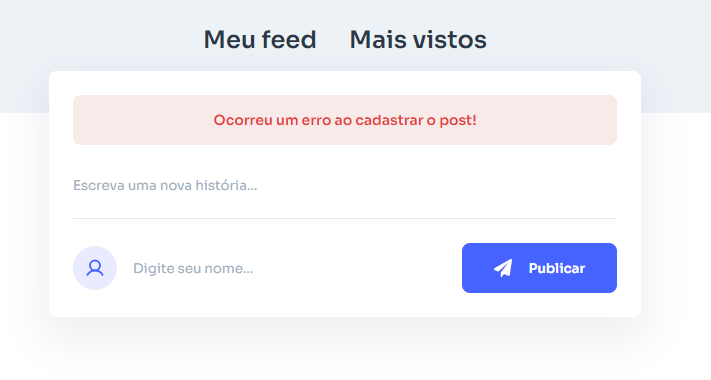 Meu feed Mais vistos
Ocorreu um erro ao cadastrar o post!
Escreva uma nova história...
Digite seu nome... Publicar